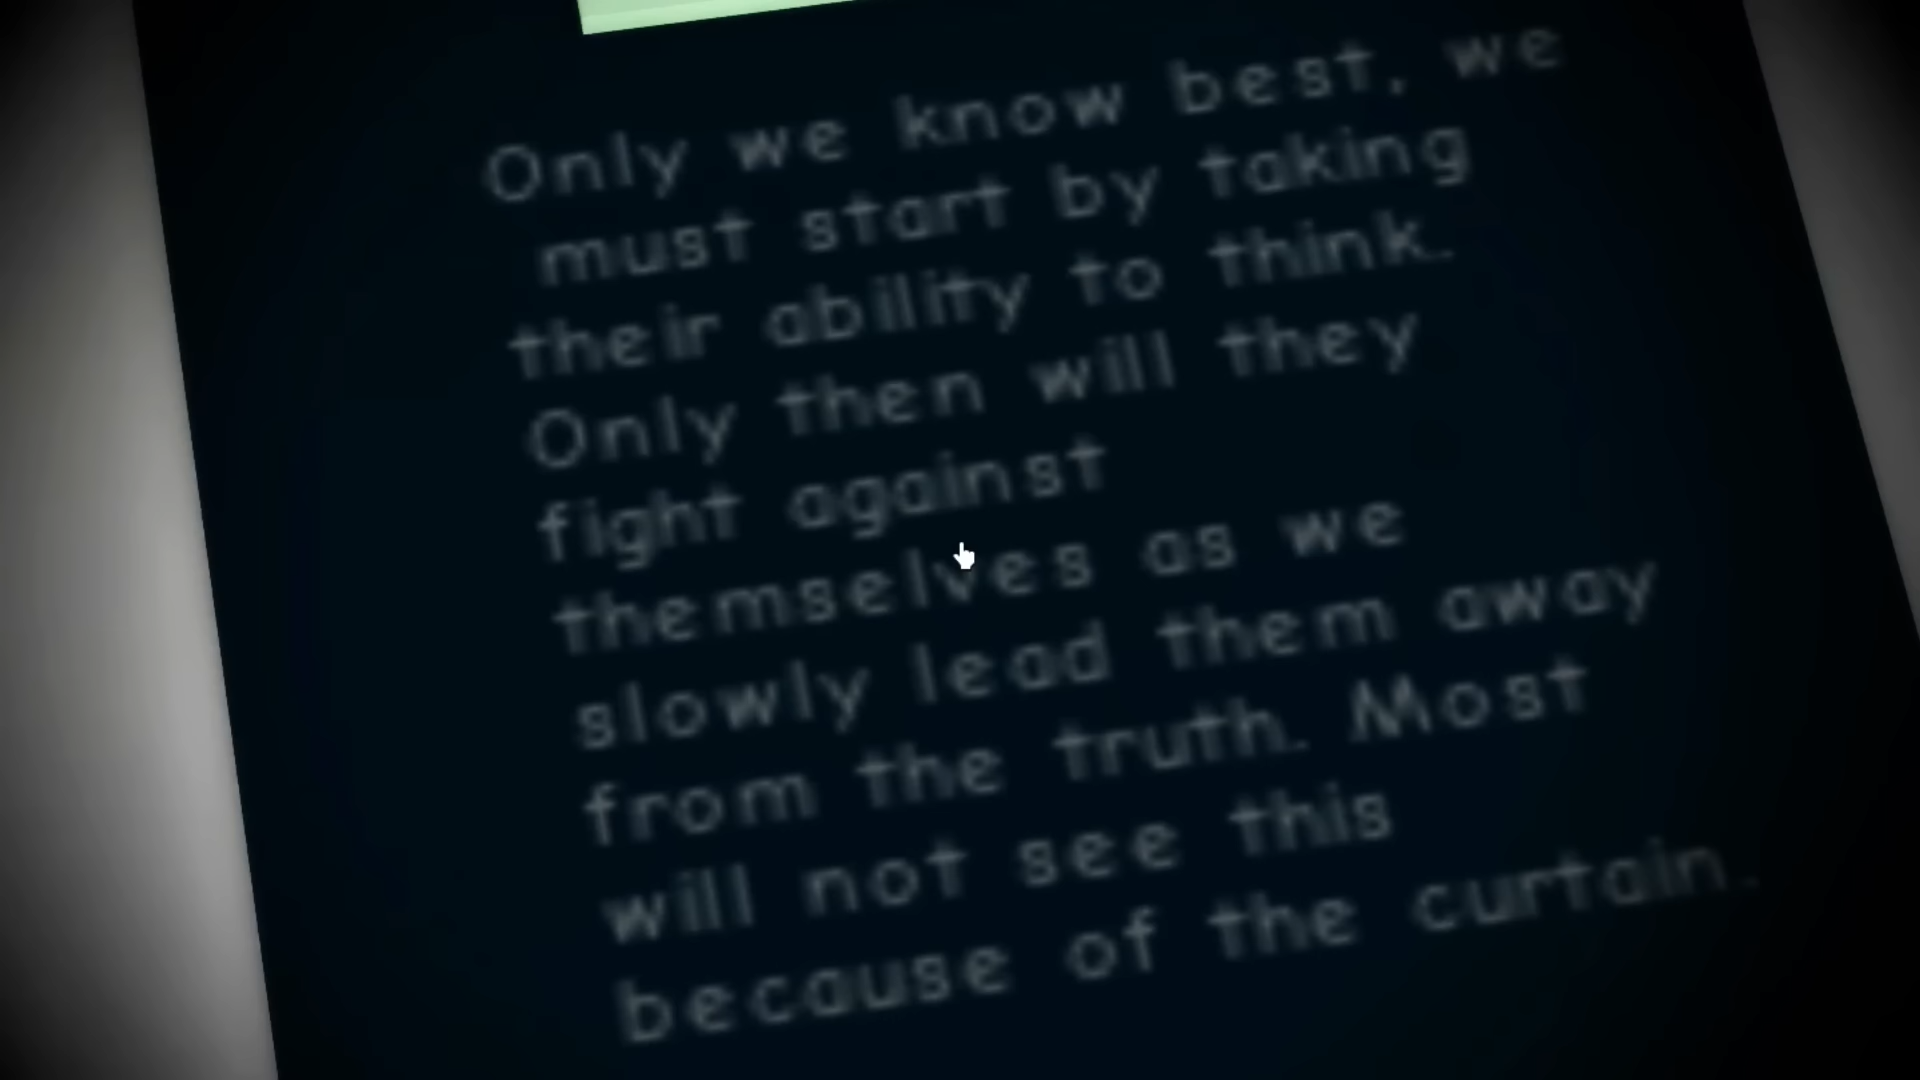 Only we know best, we
must start by taking
their ability to think.
Only then will they
fight against
themselves as we
slowly lead them away
from the truth. Most
will not see this
because of the curtain.